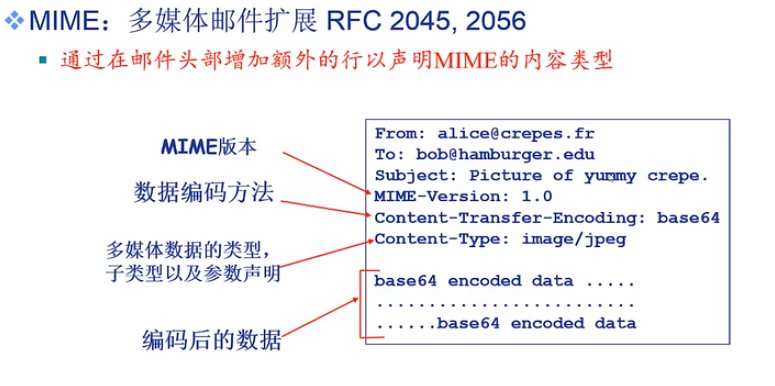 MIME：多媒体邮件扩展 RFC 2045, 2056
通过在邮件头部增加额外的行以声明MIME的内容类型
MIME版本
数据编码方法
多媒体数据的类型，
子类型以及参数声明
编码后的数据
From: alice@crepes.fr
To: bob@hamburger.edu
Subject: Picture of yummy crepe.
MIME-Version: 1.0
Content-Transfer-Encoding: base64
Content-Type: image/jpeg
base64 encoded data .....
.........................
......base64 encoded data